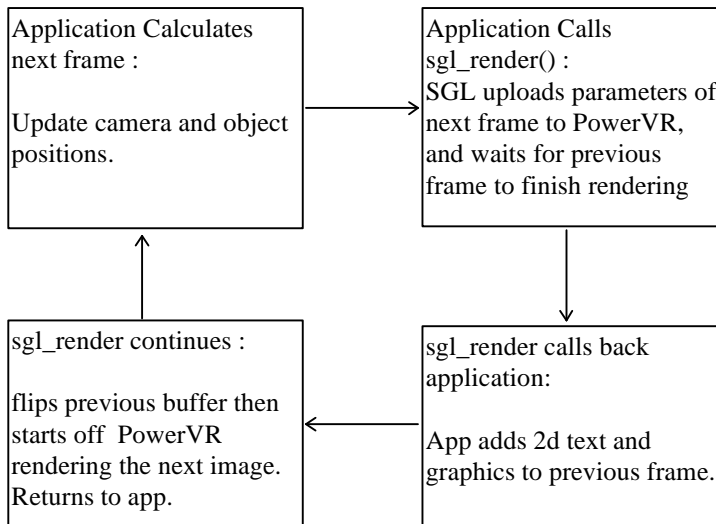 Application Calculates
next frame :
Update camera and object
positions.
Application Calls
sgl_render() :
SGL uploads parameters of
next frame to PowerVR,
and waits for previous
frame to finish rendering
sgl_render calls back
application:
App adds 2d text and
graphics to previous frame.
sgl_render continues :
flips previous buffer then
starts off  PowerVR
rendering the next image.
Returns to app.